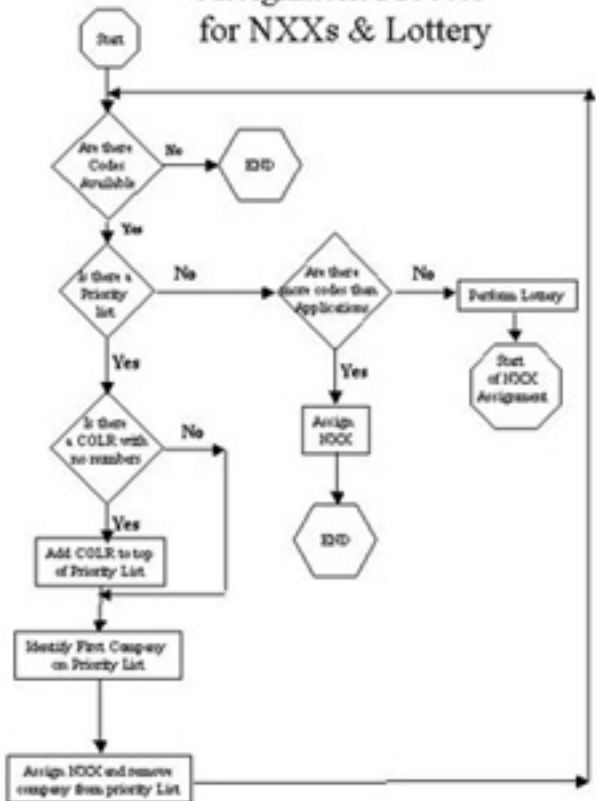 for NXXs & Lottery
Start
Are there
Codes
Available
No
END
Yes
Is there a
Priority
list
No
Are there
more codes than
Applications
No
Perform Lottery
Start
of NXX
Assignment
Yes
Yes
Is there
a COLR with
no numbers
No
Assign
NXX
END
Yes
Add COLR to top
of Priority List
Identify First Company
on Priority List
Assign NXX and remove
company from priority List